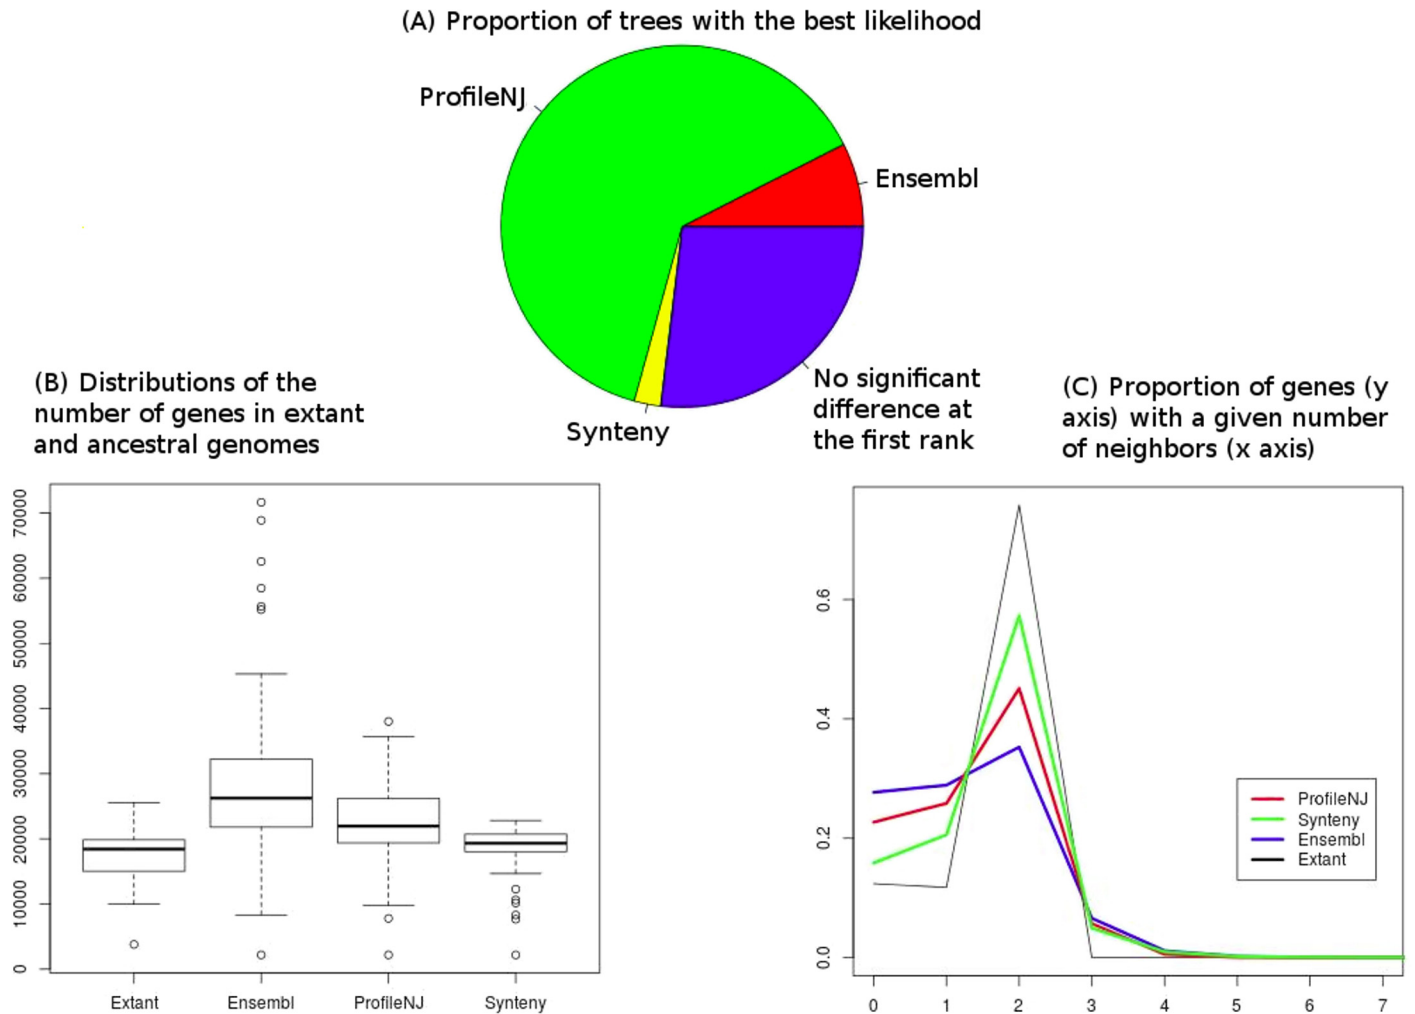 (A) Proportion of trees with the best likelihood
ProfileNJ
Ensembl
Synteny
No significant
difference at
the first rank
(B) Distributions of the
number of genes in extant
and ancestral genomes
70000
60000
50000
40000
30000
20000
10000
0
Extant
Ensembl
ProfileNJ
Synteny
(C) Proportion of genes (y
axis) with a given number
of neighbors (x axis)
0.6
0.4
0.2
0.0
ProfileNJ
Synteny
Ensembl
Extant
0 1 2 3 4 5 6 7